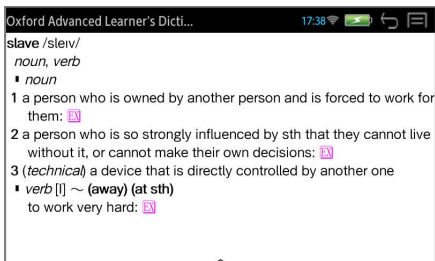 Oxford Advanced Learner's Dicti...
17:38
slave /sleɪv/
noun, verb
▪ noun
1 a person who is owned by another person and is forced to work for
them: EX
2 a person who is so strongly influenced by sth that they cannot live
without it, or cannot make their own decisions: EX
3 (technical) a device that is directly controlled by another one
▪ verb [I] ~ (away) (at sth)
to work very hard: EX